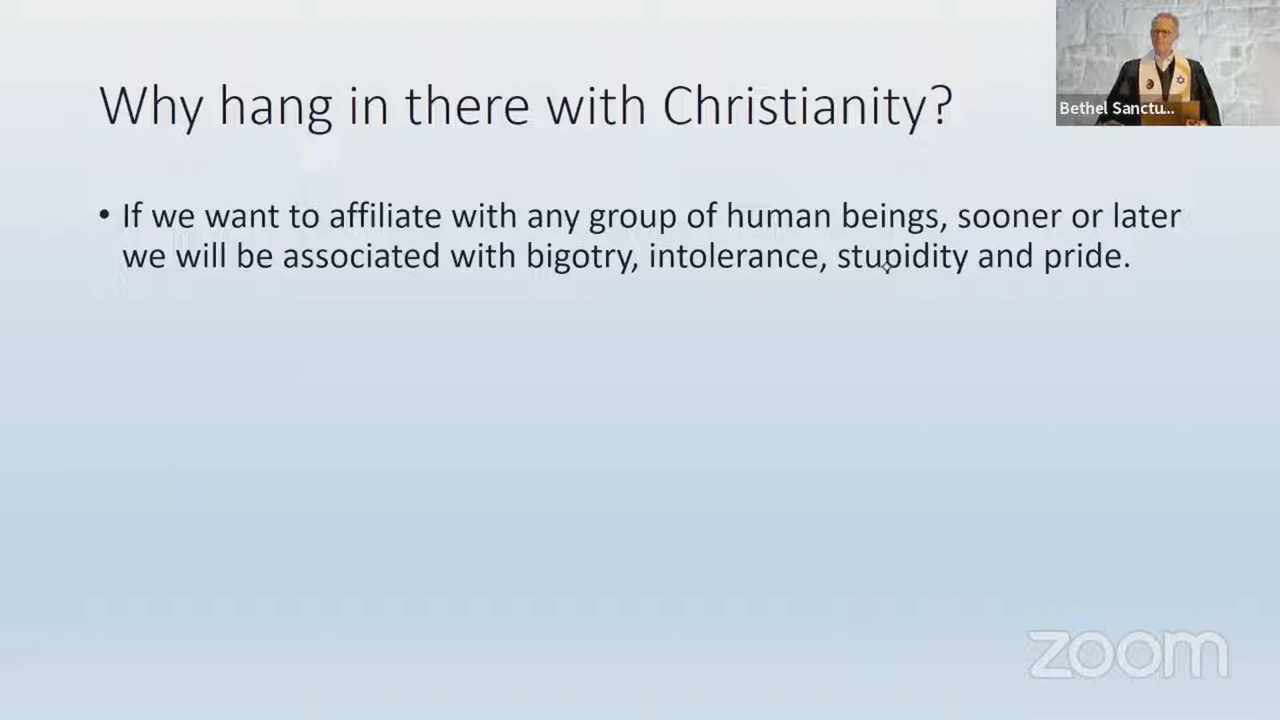 Why hang in there with Christianity?
Bethel Sanctu...
• If we want to affiliate with any group of human beings, sooner or later
we will be associated with bigotry, intolerance, stupidity and pride.
zoom